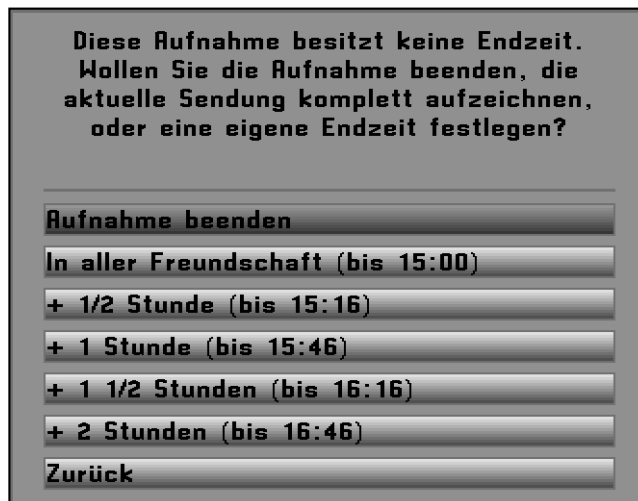 Diese Aufnahme besitzt keine Endzeit.
Wollen Sie die Aufnahme beenden, die
aktuelle Sendung komplett aufzeichnen,
oder eine eigene Endzeit festlegen?
Aufnahme beenden
In aller Freundschaft (bis 15:00)
+ 1/2 Stunde (bis 15:16)
+ 1 Stunde (bis 15:46)
+ 1 1/2 Stunden (bis 16:16)
+ 2 Stunden (bis 16:46)
Zurück